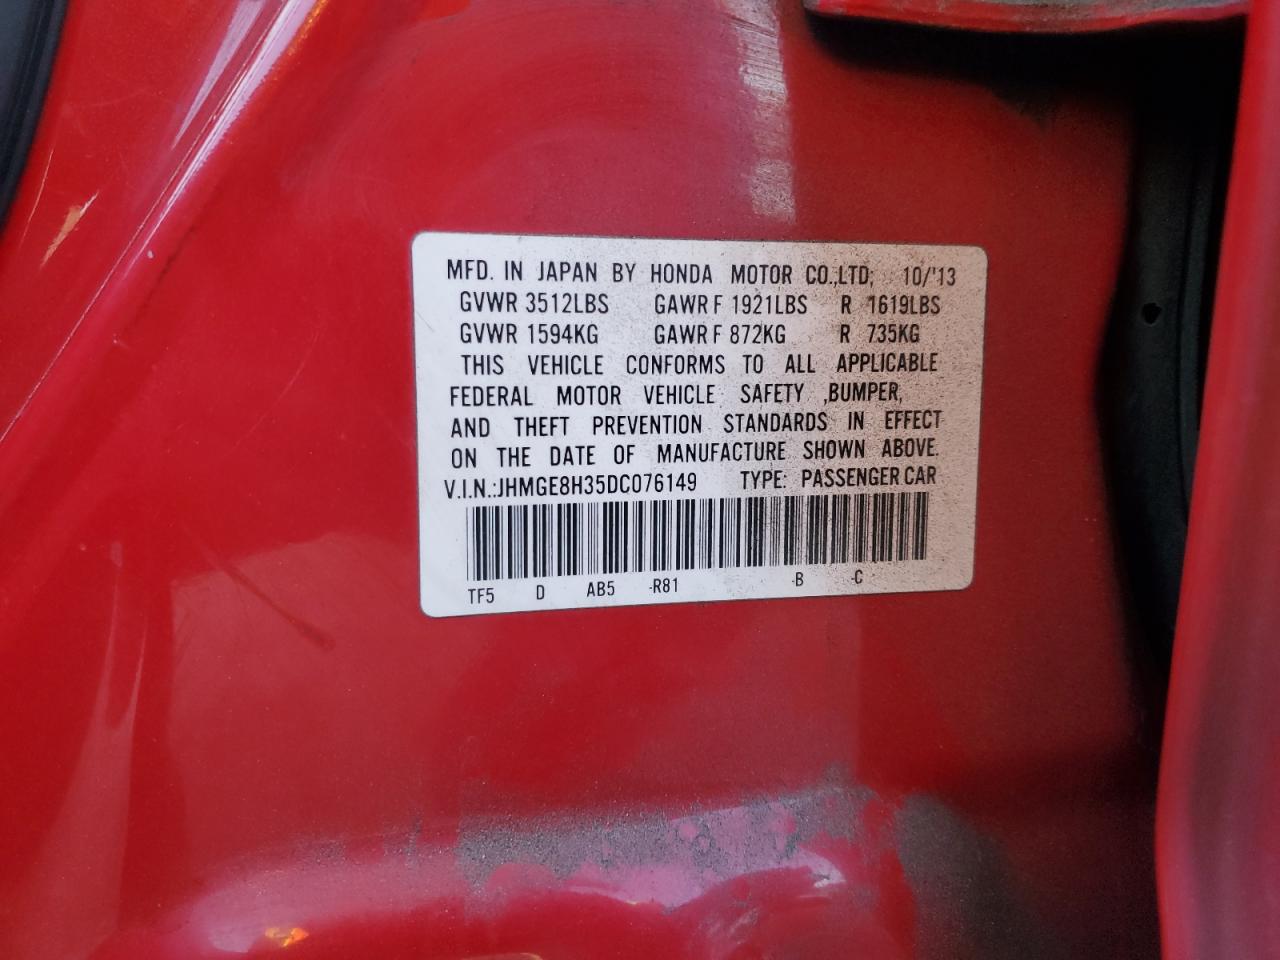 MFD. IN JAPAN BY HONDA MOTOR CO.,LTD; 10/'13
GVWR 3512LBS GAWR F 1921LBS R 1619LBS
GVWR 1594KG GAWR F 872KG R 735KG
THIS VEHICLE CONFORMS TO ALL APPLICABLE
FEDERAL MOTOR VEHICLE SAFETY ,BUMPER,
AND THEFT PREVENTION STANDARDS IN EFFECT
ON THE DATE OF MANUFACTURE SHOWN ABOVE.
V.I.N.:JHMGE8H35DC076149 TYPE: PASSENGER CAR
TF5 D AB5 -R81 -B -C